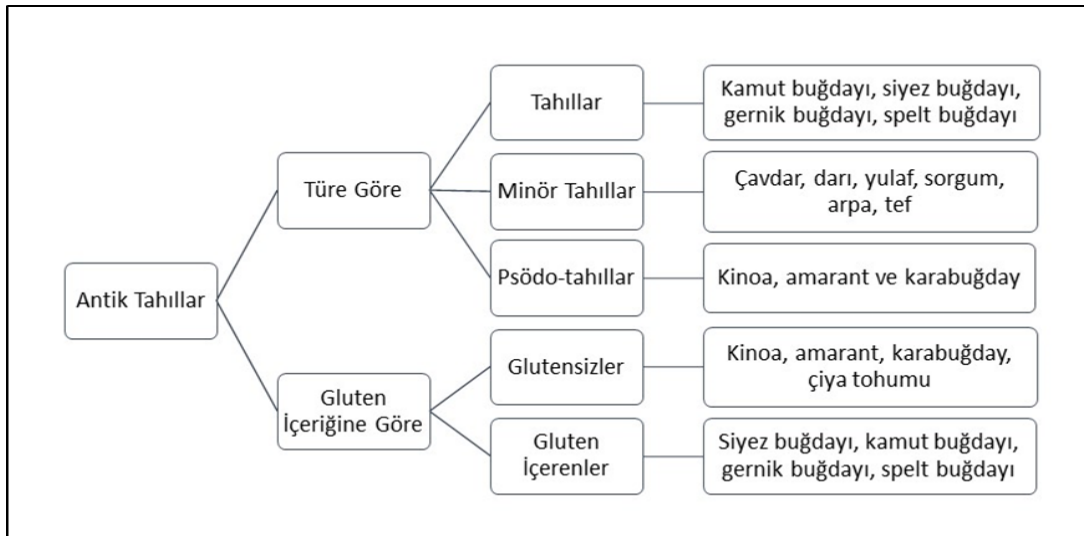 Antik Tahıllar
Türe Göre
Tahıllar
Kamut buğdayı, siyez buğdayı,
gernik buğdayı, spelt buğdayı
Minör Tahıllar
Çavdar, darı, yulaf, sorgum,
arpa, tef
Psödo-tahıllar
Kinoa, amarant ve karabuğday
Gluten
İçeriğine Göre
Glutensizler
Kinoa, amarant, karabuğday,
çiya tohumu
Gluten
İçerenler
Siyez buğdayı, kamut buğdayı,
gernik buğdayı, spelt buğdayı